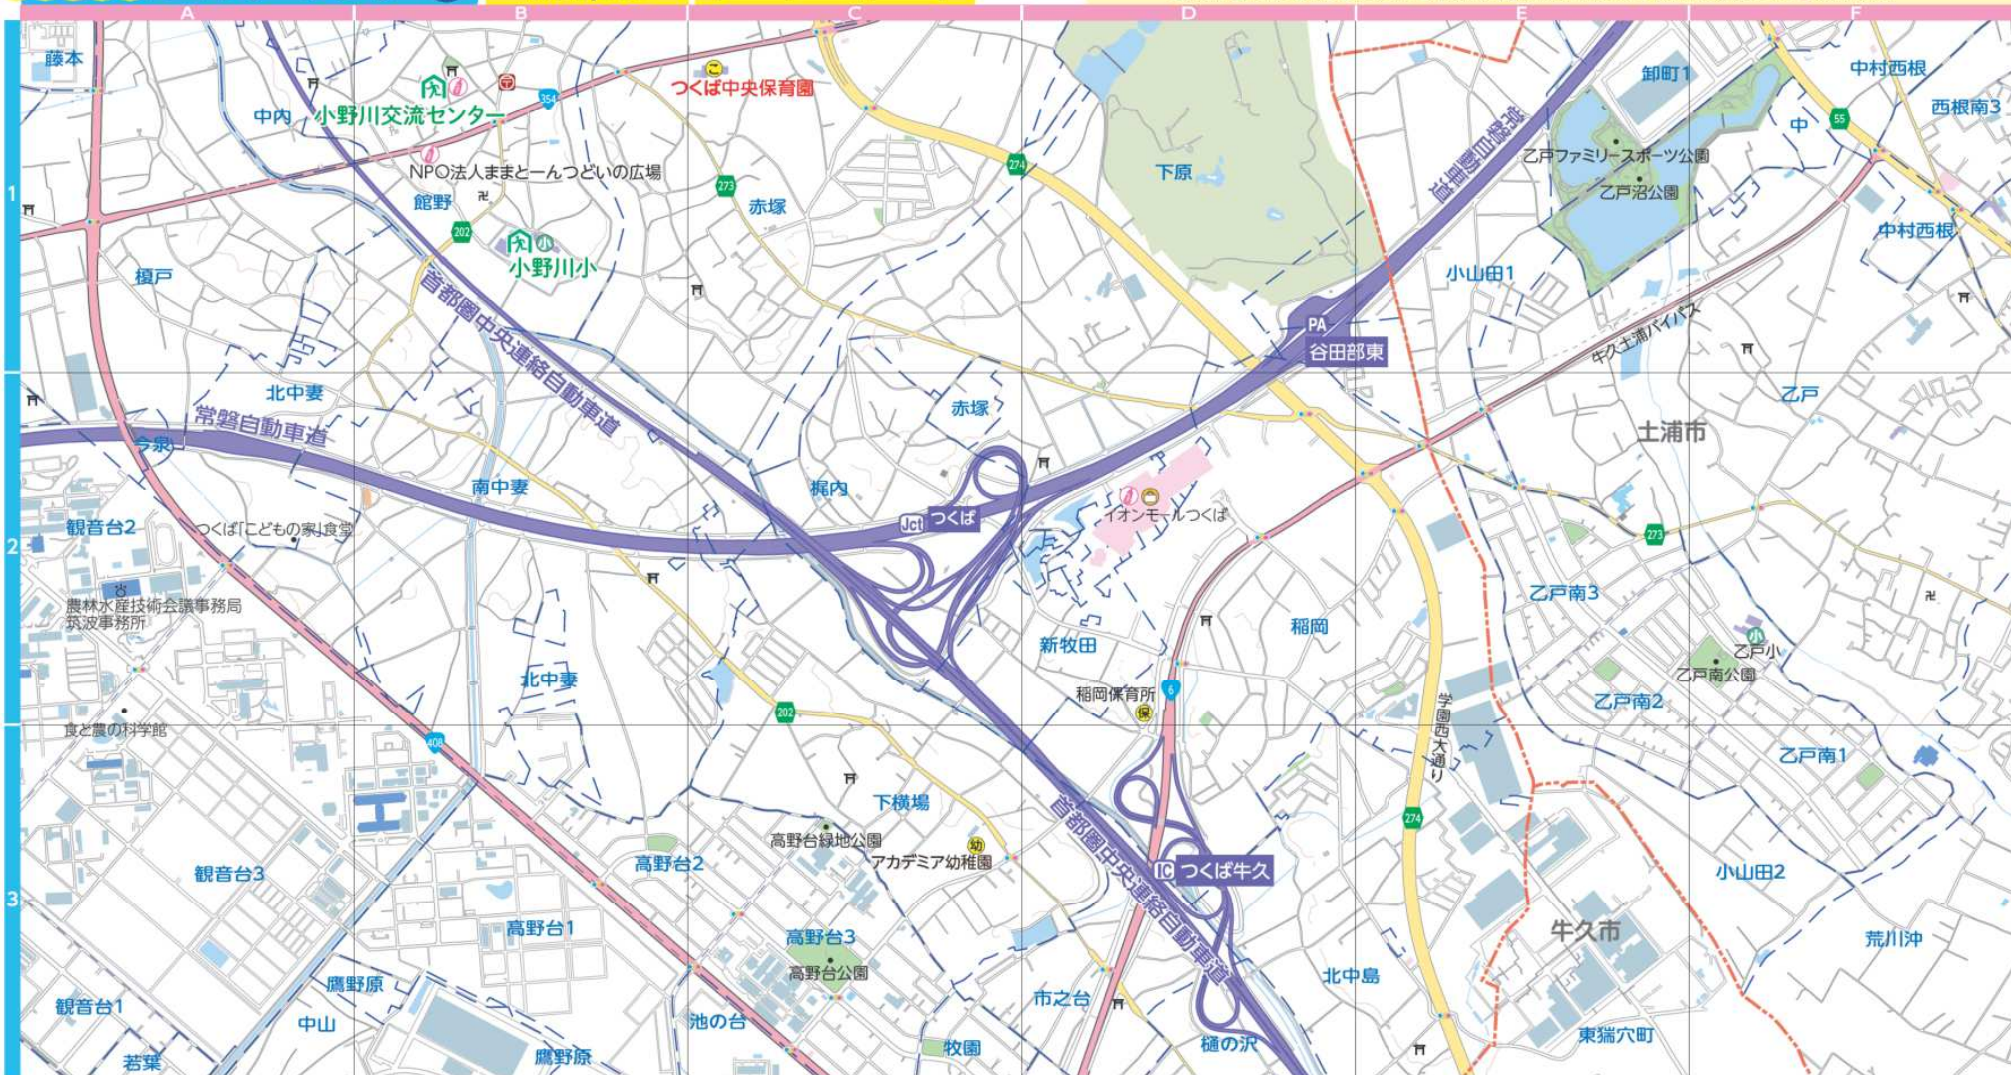 A
B
C
D
E
F
1
2
3
藤本
中内
小野川交流センター
354
つくば中央保育園
こ
NPO法人ままとーんつどいの広場
館野
202
小
小野川小
273
赤塚
274
下原
常磐自動車道
卸町1
中村西根
西根南3
中
55
乙戸ファミリースポーツ公園
乙戸沼公園
中村西根
榎戸
首都圏中央連絡自動車道
小山田1
PA
谷田部東
牛久土浦バイパス
北中妻
常磐自動車道
今泉
赤塚
乙戸
土浦市
南中妻
梶内
Jct つくば
イオンモールつくば
観音台2
つくば「こどもの家」食堂
273
農林水産技術会議事務局
筑波事務所
乙戸南3
新牧田
稲岡
小
乙戸小
乙戸南公園
北中妻
稲岡保育所
保
6
202
乙戸南2
食と農の科学館
408
学園西大通り
乙戸南1
下横場
首都圏中央連絡自動車道
274
高野台緑地公園
幼
アカデミア幼稚園
高野台2
観音台3
IC つくば牛久
小山田2
高野台1
高野台3
牛久市
荒川沖
高野台公園
北中島
鷹野原
市之台
観音台1
中山
池の台
東猯穴町
若葉
鷹野原
牧園
樋の沢